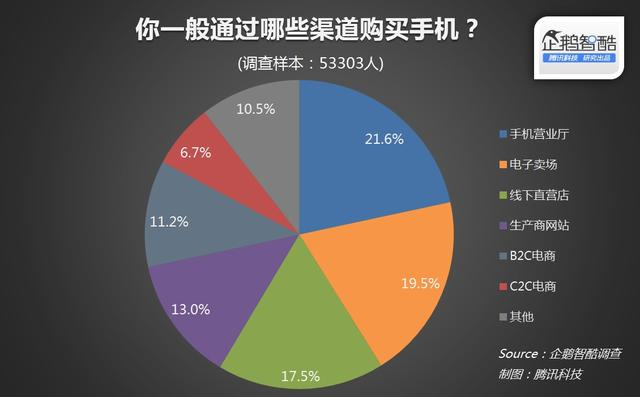 你一般通过哪些渠道购买手机？
(调查样本：53303人)
企鹅智酷
腾讯科技 研究出品
10.5%
21.6%
6.7%
11.2%
19.5%
13.0%
17.5%
手机营业厅
电子卖场
线下直营店
生产商网站
B2C电商
C2C电商
其他
Source：企鹅智酷调查
制图：腾讯科技